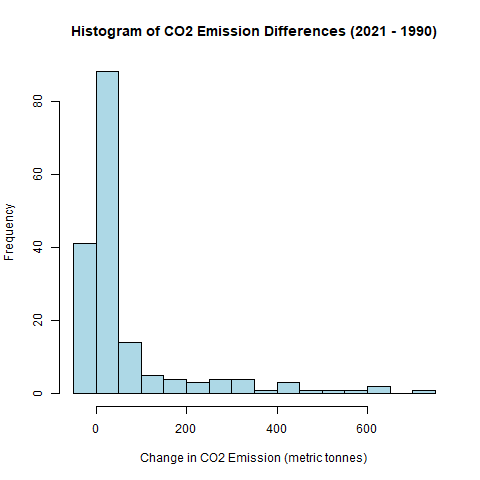 Histogram of CO2 Emission Differences (2021 - 1990)
Frequency
80
60
40
20
0
0 200 400 600
Change in CO2 Emission (metric tonnes)